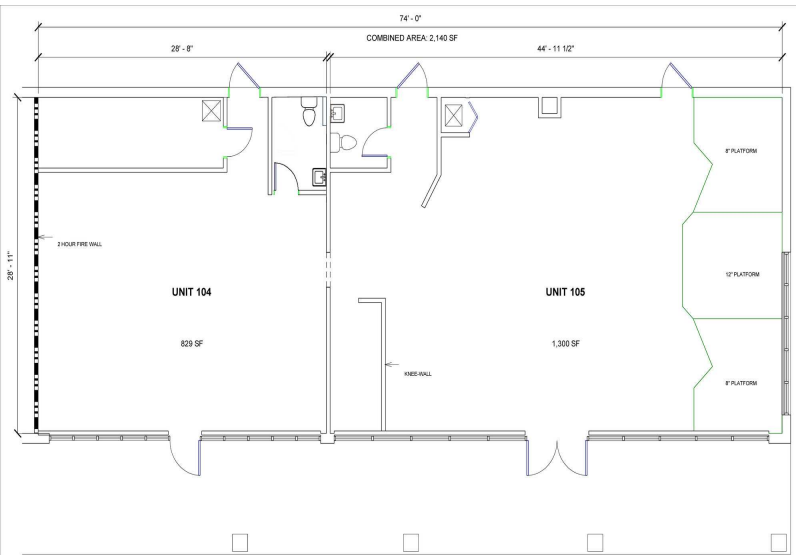 74' - 0"
COMBINED AREA: 2,140 SF
28' - 8"
44' - 11 1/2"
8" PLATFORM
28' - 11"
2 HOUR FIRE WALL
12" PLATFORM
UNIT 104
UNIT 105
829 SF
1,300 SF
KNEE-WALL
8" PLATFORM